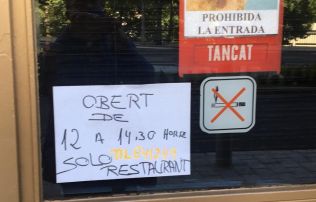 PROHIBIDA
LA ENTRADA
TANCAT
OBERT
DE
12 A 14:30 HORES
SOLO
RESTAURANT